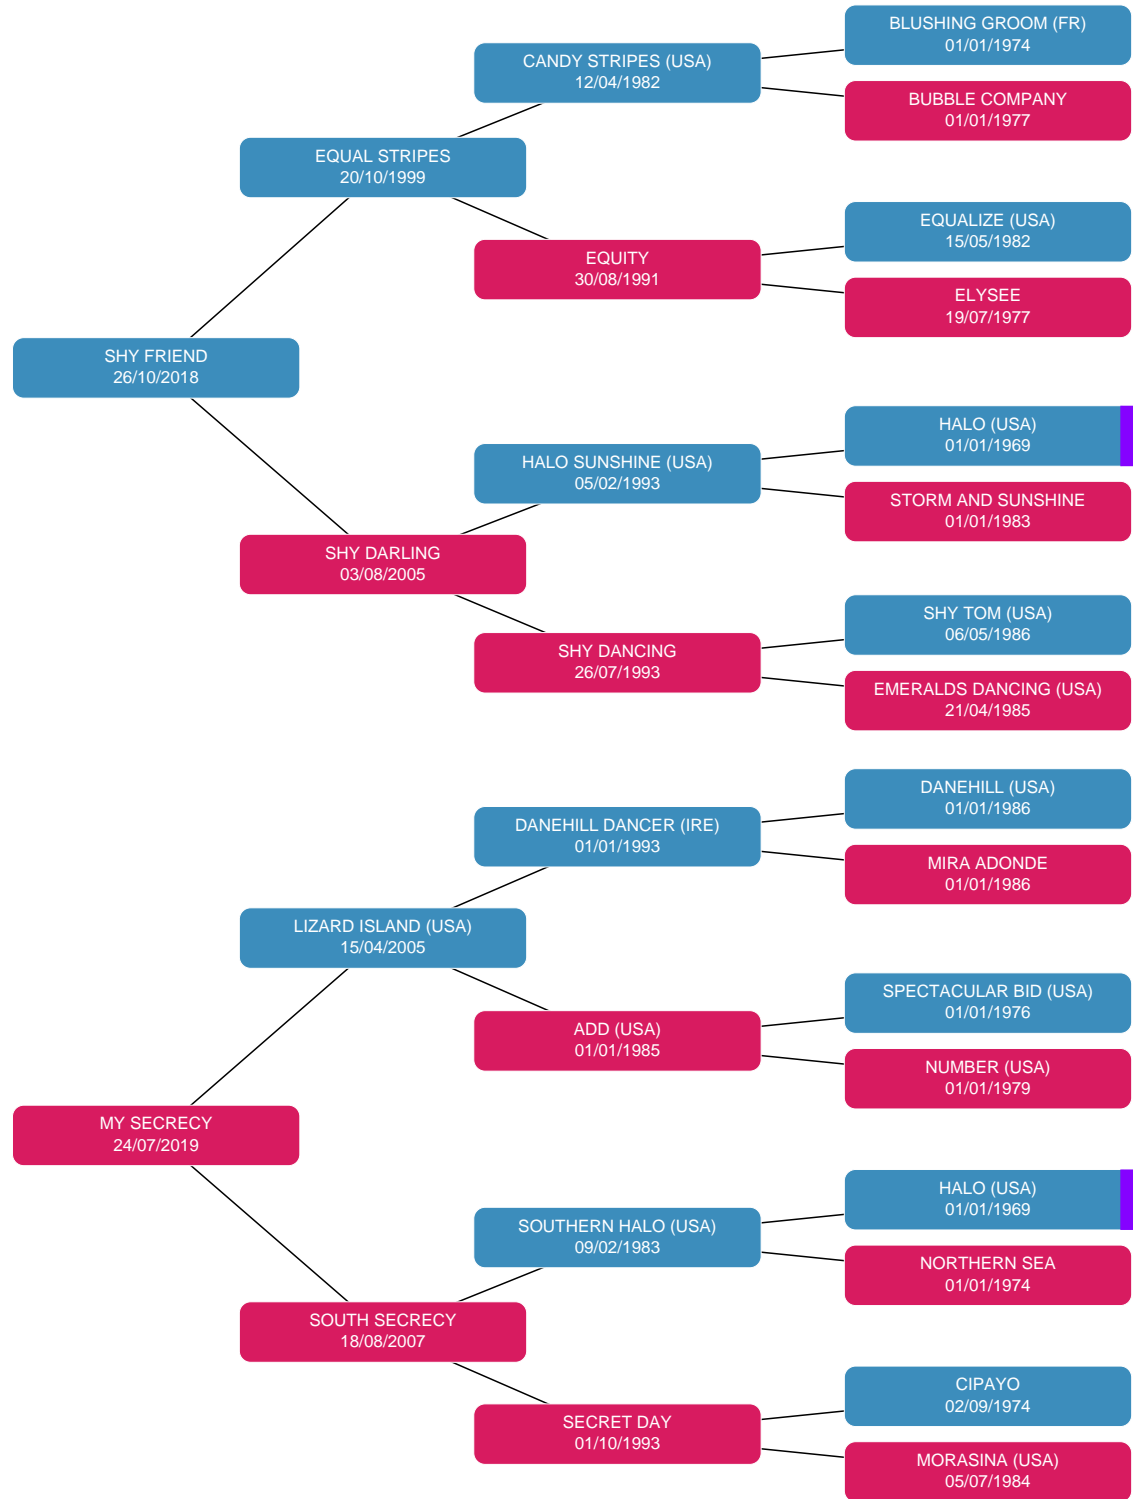 BLUSHING GROOM (FR)
01/01/1974
CANDY STRIPES (USA)
12/04/1982
BUBBLE COMPANY
01/01/1977
EQUAL STRIPES
20/10/1999
EQUALIZE (USA)
15/05/1982
EQUITY
30/08/1991
ELYSEE
19/07/1977
SHY FRIEND
26/10/2018
HALO (USA)
01/01/1969
HALO SUNSHINE (USA)
05/02/1993
STORM AND SUNSHINE
01/01/1983
SHY DARLING
03/08/2005
SHY TOM (USA)
06/05/1986
SHY DANCING
26/07/1993
EMERALDS DANCING (USA)
21/04/1985
DANEHILL (USA)
01/01/1986
DANEHILL DANCER (IRE)
01/01/1993
MIRA ADONDE
01/01/1986
LIZARD ISLAND (USA)
15/04/2005
SPECTACULAR BID (USA)
01/01/1976
ADD (USA)
01/01/1985
NUMBER (USA)
01/01/1979
MY SECRECY
24/07/2019
HALO (USA)
01/01/1969
SOUTHERN HALO (USA)
09/02/1983
NORTHERN SEA
01/01/1974
SOUTH SECRECY
18/08/2007
CIPAYO
02/09/1974
SECRET DAY
01/10/1993
MORASINA (USA)
05/07/1984